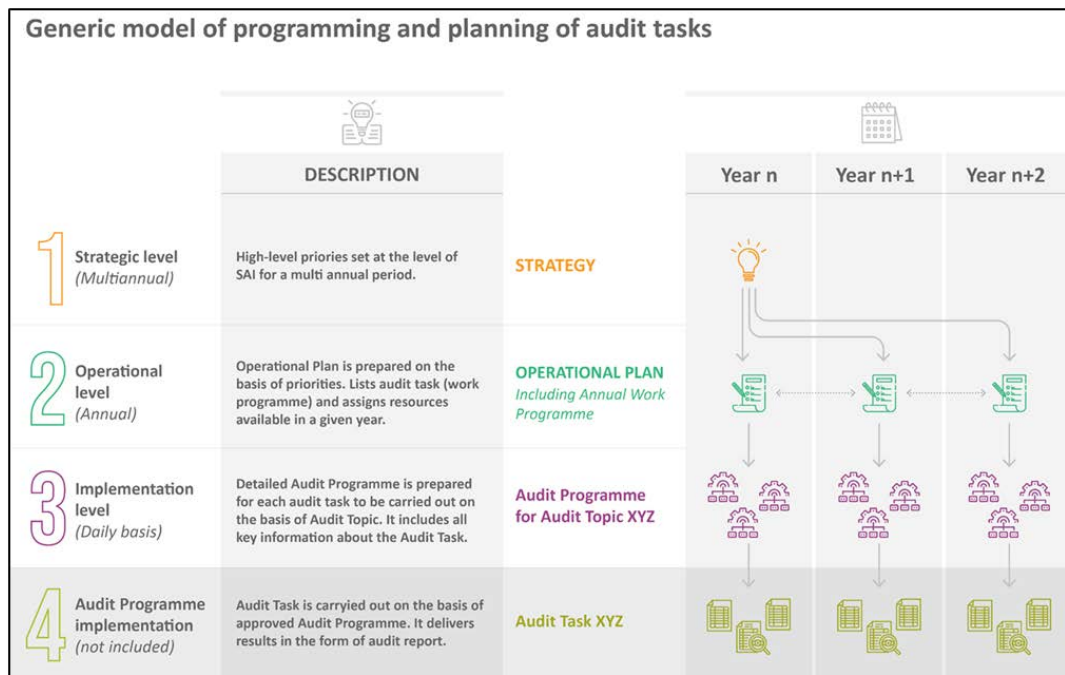 Generic model of programming and planning of audit tasks
DESCRIPTION
Year n
Year n+1
Year n+2
1
Strategic level
(Multiannual)
High-level priories set at the level of
SAI for a multi annual period.
STRATEGY
2
Operational
level
(Annual)
Operational Plan is prepared on the
basis of priorities. Lists audit task (work
programme) and assigns resources
available in a given year.
OPERATIONAL PLAN
Including Annual Work
Programme
3
Implementation
level
(Daily basis)
Detailed Audit Programme is prepared
for each audit task to be carried out on
the basis of Audit Topic. It includes all
key information about the Audit Task.
Audit Programme
for Audit Topic XYZ
4
Audit Programme
implementation
(not included)
Audit Task is carryied out on the basis of
approved Audit Programme. It delivers
results in the form of audit report.
Audit Task XYZ